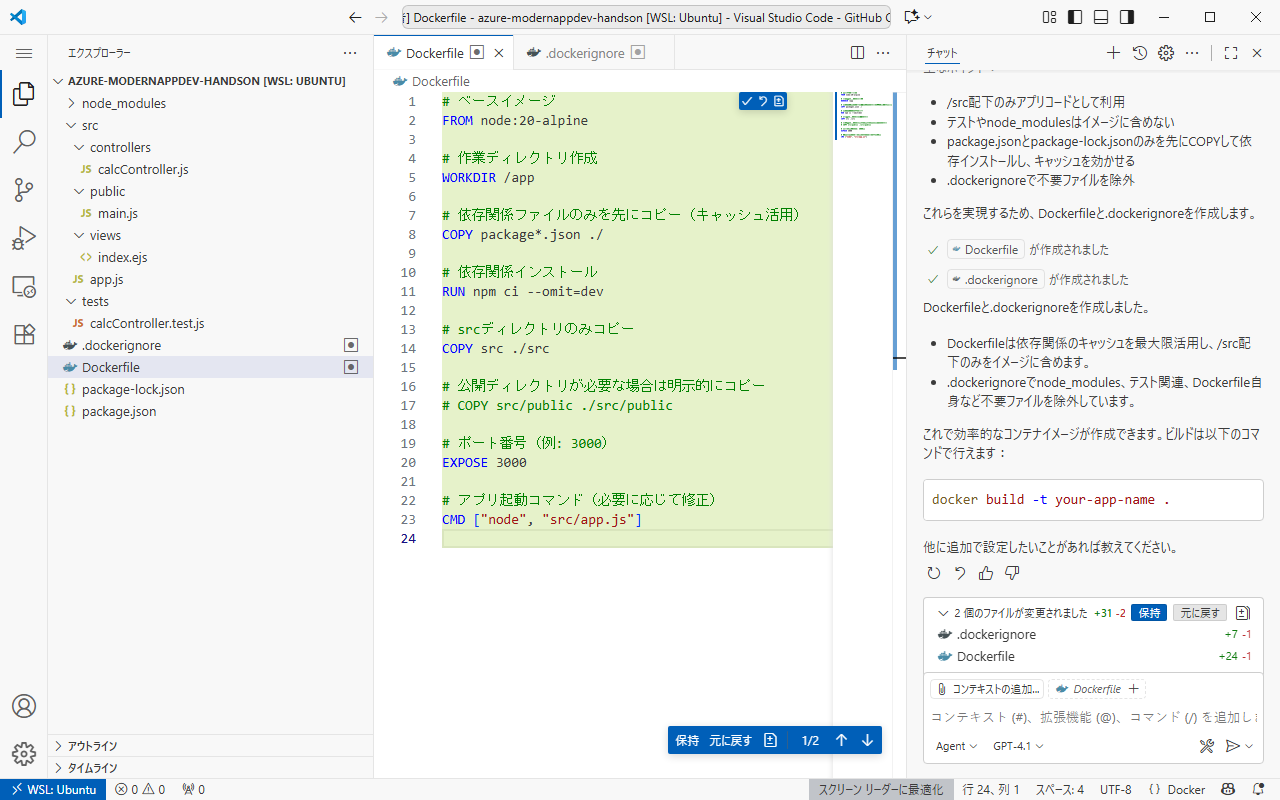 [ﾃ] Dockerfile - azure-modernappdev-handson [WSL: Ubuntu] - Visual Studio Code - GitHub C
エクスプローラー
AZURE-MODERNAPPDEV-HANDSON [WSL: UBUNTU]
node_modules
src
controllers
JS calcController.js
public
JS main.js
views
index.ejs
JS app.js
tests
JS calcController.test.js
.dockerignore
Dockerfile
package-lock.json
package.json
アウトライン
タイムライン
Dockerfile
.dockerignore
Dockerfile
1 # ベースイメージ
2 FROM node:20-alpine
3
4 # 作業ディレクトリ作成
5 WORKDIR /app
6
7 # 依存関係ファイルのみを先にコピー（キャッシュ活用）
8 COPY package*.json ./
9
10 # 依存関係インストール
11 RUN npm ci --omit=dev
12
13 # srcディレクトリのみコピー
14 COPY src ./src
15
16 # 公開ディレクトリが必要な場合は明示的にコピー
17 # COPY src/public ./src/public
18
19 # ポート番号（例: 3000）
20 EXPOSE 3000
21
22 # アプリ起動コマンド（必要に応じて修正）
23 CMD ["node", "src/app.js"]
24
保持 元に戻す 1/2
チャット
/src配下のみアプリコードとして利用
テストやnode_modulesはイメージに含めない
package.jsonとpackage-lock.jsonのみを先にCOPYして依
存インストールし、キャッシュを効かせる
.dockerignoreで不要ファイルを除外
これらを実現するため、Dockerfileと.dockerignoreを作成します。
Dockerfile が作成されました
.dockerignore が作成されました
Dockerfileと.dockerignoreを作成しました。
Dockerfileは依存関係のキャッシュを最大限活用し、/src配
下のみをイメージに含めます。
.dockerignoreでnode_modules、テスト関連、Dockerfile自
身など不要ファイルを除外しています。
これで効率的なコンテナイメージが作成できます。ビルドは以下のコマ
ンドで行えます：
docker build -t your-app-name .
他に追加で設定したいことがあれば教えてください。
2 個のファイルが変更されました +31 -2 保持 元に戻す
.dockerignore +7 -1
Dockerfile +24 -1
コンテキストの追加... Dockerfile
コンテキスト (#)、拡張機能 (@)、コマンド (/) を追加しま
Agent GPT-4.1
WSL: Ubuntu 0 0 0 スクリーン リーダーに最適化 行 24、列 1 スペース: 4 UTF-8 Docker